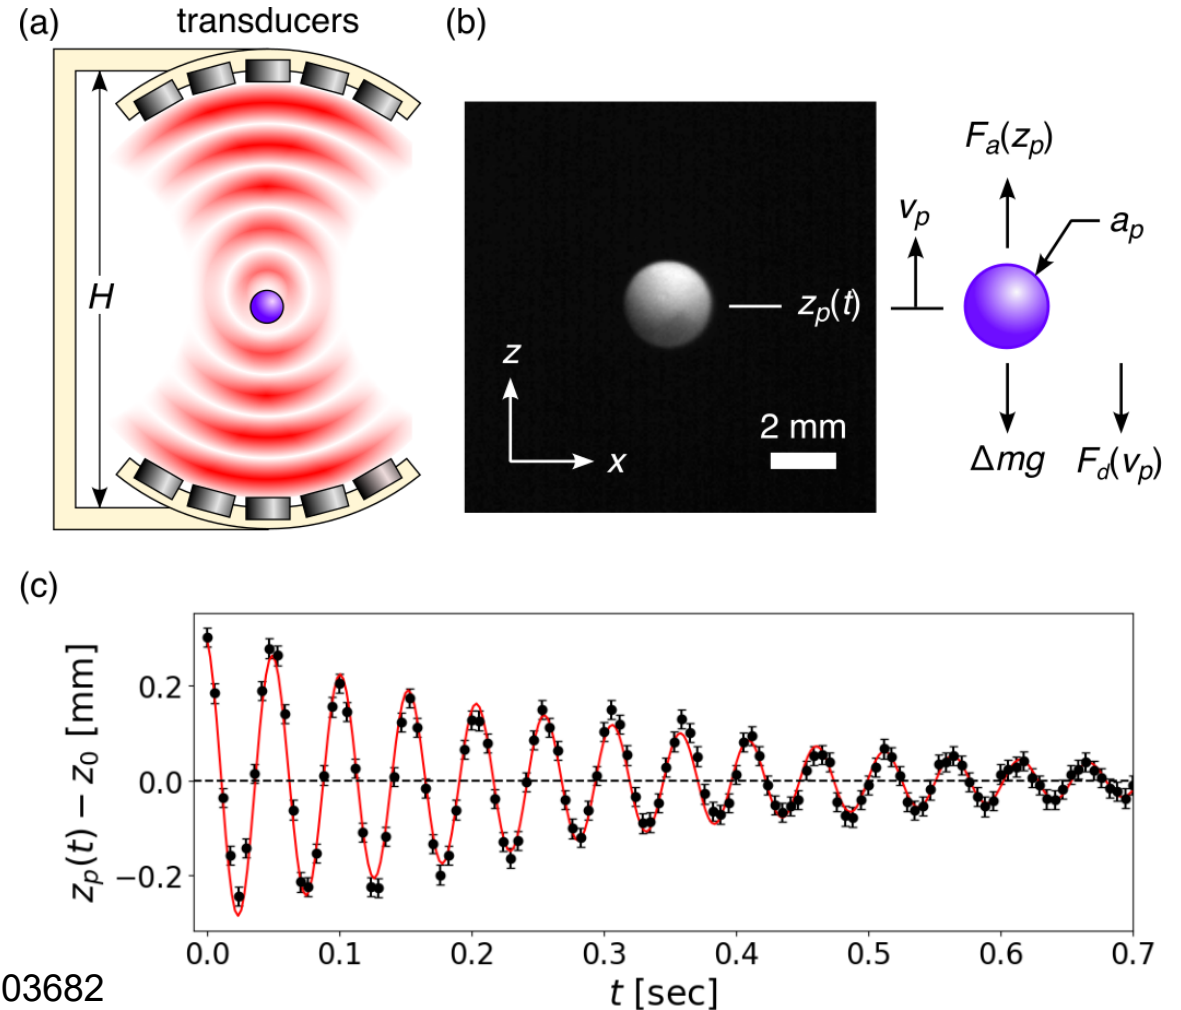 (a)
transducers
H
(b)
z_p(t)
z
x
2 mm
F_a(z_p)
v_p
a_p
Δmg
F_d(v_p)
(c)
z_p(t) − z_0 [mm]
0.2
0.0
−0.2
0.0 0.1 0.2 0.3 0.4 0.5 0.6 0.7
t [sec]
03682